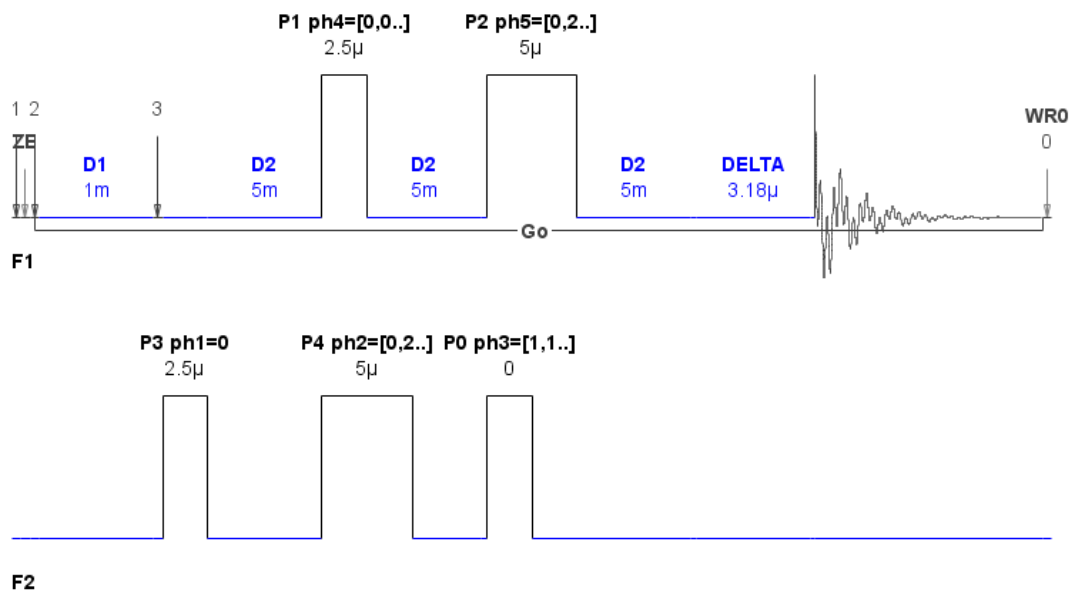 P1 ph4=[0,0..] P2 ph5=[0,2..]
2.5µ 5µ
1 2 3 WR0
ZE 0
D1 D2 D2 D2 DELTA
1m 5m 5m 5m 3.18µ
Go
F1
P3 ph1=0 P4 ph2=[0,2..] P0 ph3=[1,1..]
2.5µ 5µ 0
F2